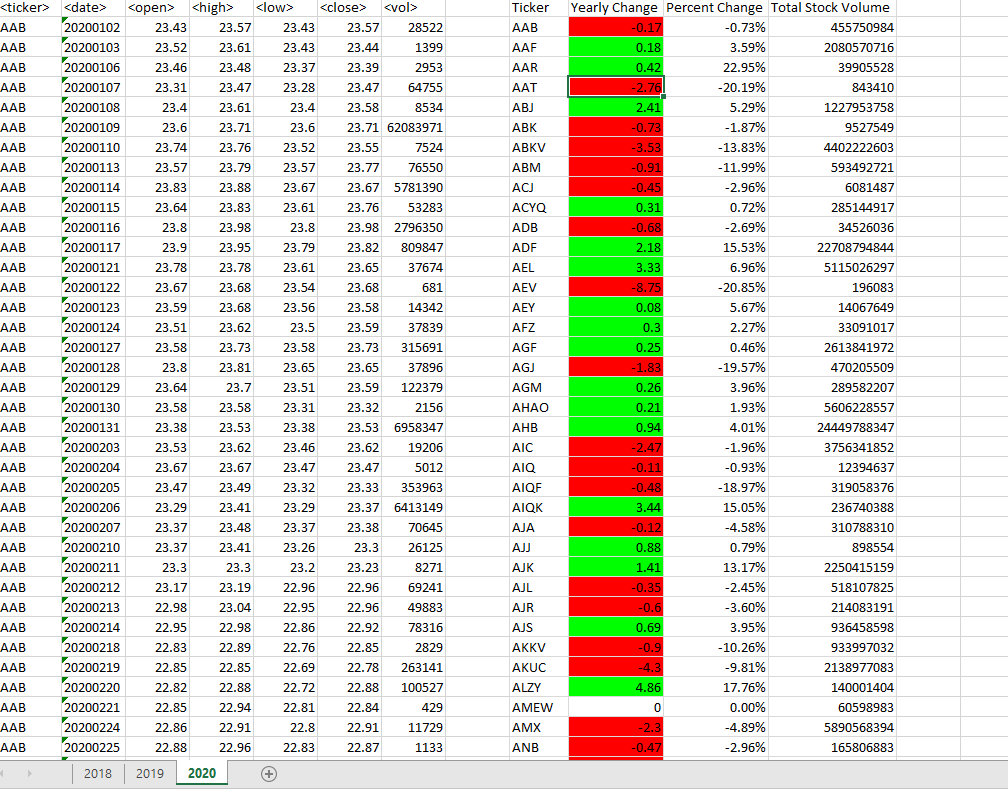 <ticker> <date> <open> <high> <low> <close> <vol> Ticker Yearly Change Percent Change Total Stock Volume
AAB 20200102 23.43 23.57 23.43 23.57 28522 AAB -0.17 -0.73% 455750984
AAB 20200103 23.52 23.61 23.43 23.44 1399 AAF 0.18 3.59% 2080570716
AAB 20200106 23.46 23.48 23.37 23.39 2953 AAR 0.42 22.95% 39905528
AAB 20200107 23.31 23.47 23.28 23.47 64755 AAT -2.76 -20.19% 843410
AAB 20200108 23.4 23.61 23.4 23.58 8534 ABJ 2.41 5.29% 1227953758
AAB 20200109 23.6 23.71 23.6 23.71 62083971 ABK -0.73 -1.87% 9527549
AAB 20200110 23.74 23.76 23.52 23.55 7524 ABKV -3.53 -13.83% 4402222603
AAB 20200113 23.57 23.79 23.57 23.77 76550 ABM -0.91 -11.99% 593492721
AAB 20200114 23.83 23.88 23.67 23.67 5781390 ACJ -0.45 -2.96% 6081487
AAB 20200115 23.64 23.83 23.61 23.76 53283 ACYQ 0.31 0.72% 285144917
AAB 20200116 23.8 23.98 23.8 23.98 2796350 ADB -0.68 -2.69% 34526036
AAB 20200117 23.9 23.95 23.79 23.82 809847 ADF 2.18 15.53% 22708794844
AAB 20200121 23.78 23.78 23.61 23.65 37674 AEL 3.33 6.96% 5115026297
AAB 20200122 23.67 23.68 23.54 23.68 681 AEV -8.75 -20.85% 196083
AAB 20200123 23.59 23.68 23.56 23.58 14342 AEY 0.08 5.67% 14067649
AAB 20200124 23.51 23.62 23.5 23.59 37839 AFZ 0.3 2.27% 33091017
AAB 20200127 23.58 23.73 23.58 23.73 315691 AGF 0.25 0.46% 2613841972
AAB 20200128 23.8 23.81 23.65 23.65 37896 AGJ -1.83 -19.57% 470205509
AAB 20200129 23.64 23.7 23.51 23.59 122379 AGM 0.26 3.96% 289582207
AAB 20200130 23.58 23.58 23.31 23.32 2156 AHAO 0.21 1.93% 5606228557
AAB 20200131 23.38 23.53 23.38 23.53 6958347 AHB 0.94 4.01% 24449788347
AAB 20200203 23.53 23.62 23.46 23.62 19206 AIC -2.47 -1.96% 3756341852
AAB 20200204 23.67 23.67 23.47 23.47 5012 AIQ -0.11 -0.93% 12394637
AAB 20200205 23.47 23.49 23.32 23.33 353963 AIQF -0.48 -18.97% 319058376
AAB 20200206 23.29 23.41 23.29 23.37 6413149 AIQK 3.44 15.05% 236740388
AAB 20200207 23.37 23.48 23.37 23.38 70645 AJA -0.12 -4.58% 310788310
AAB 20200210 23.37 23.41 23.26 23.3 26125 AJJ 0.88 0.79% 898554
AAB 20200211 23.3 23.3 23.2 23.23 8271 AJK 1.41 13.17% 2250415159
AAB 20200212 23.17 23.19 22.96 22.96 69241 AJL -0.35 -2.45% 518107825
AAB 20200213 22.98 23.04 22.95 22.96 49883 AJR -0.6 -3.60% 214083191
AAB 20200214 22.95 22.98 22.86 22.92 78316 AJS 0.69 3.95% 936458598
AAB 20200218 22.83 22.89 22.76 22.85 2829 AKKV -0.9 -10.26% 933997032
AAB 20200219 22.85 22.85 22.69 22.78 263141 AKUC -4.3 -9.81% 2138977083
AAB 20200220 22.82 22.88 22.72 22.88 100527 ALZY 4.86 17.76% 140001404
AAB 20200221 22.85 22.94 22.81 22.84 429 AMEW 0 0.00% 60598983
AAB 20200224 22.86 22.91 22.8 22.91 11729 AMX -2.3 -4.89% 5890568394
AAB 20200225 22.88 22.96 22.83 22.87 1133 ANB -0.47 -2.96% 165806883
2018 2019 2020